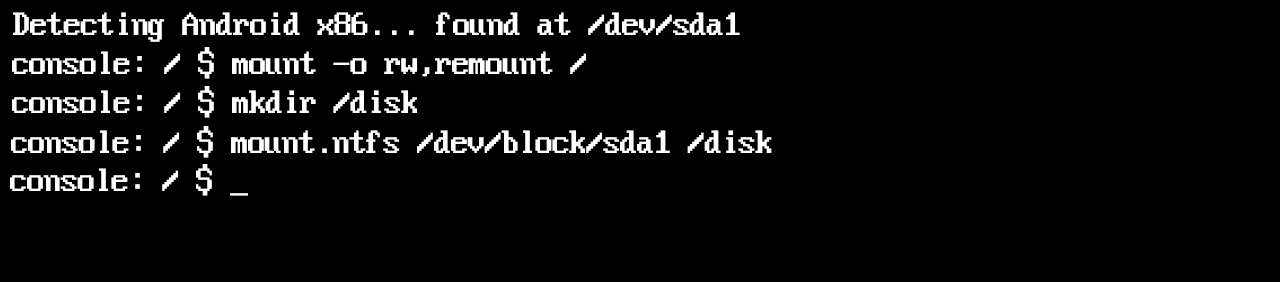 Detecting Android x86... found at /dev/sda1
console: / $ mount -o rw,remount /
console: / $ mkdir /disk
console: / $ mount.ntfs /dev/block/sda1 /disk
console: / $ _